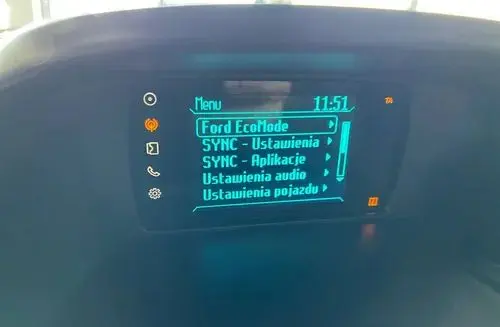 Menu 11:51
Ford EcoMode
SYNC - Ustawienia
SYNC - Aplikacje
Ustawienia audio
Ustawienia pojazdu